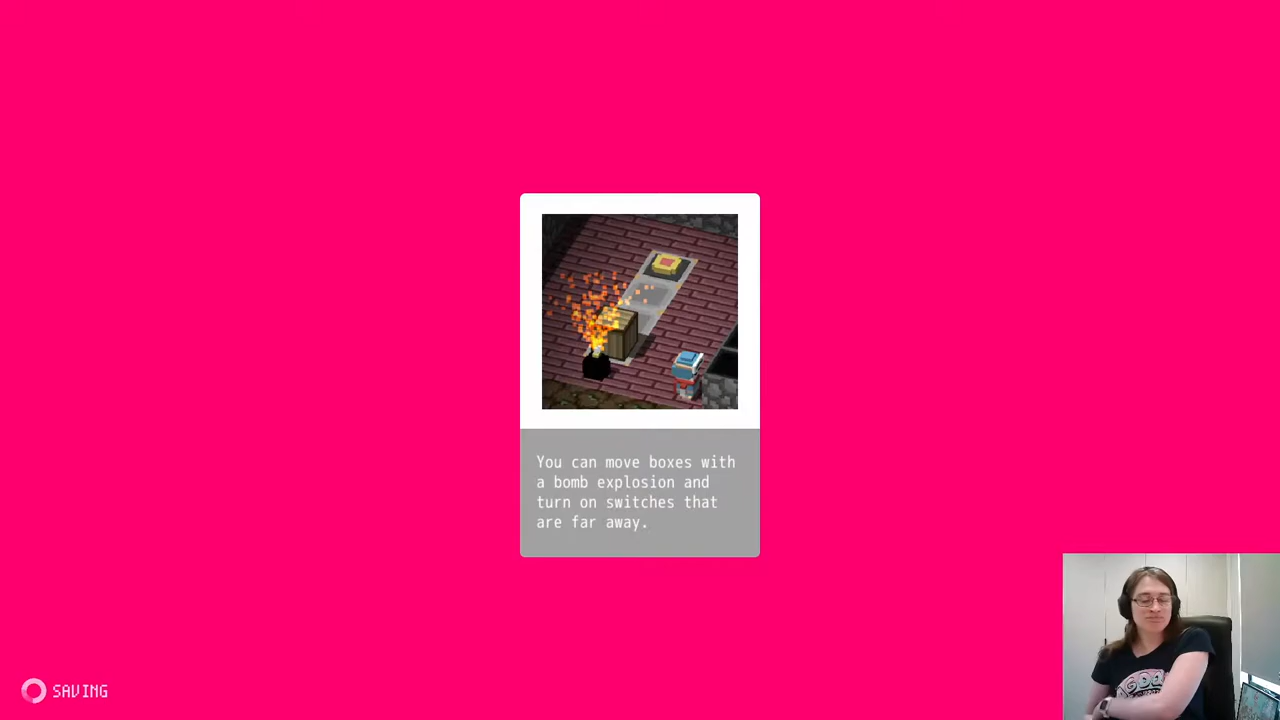 You can move boxes with
a bomb explosion and
turn on switches that
are far away.
SAVING